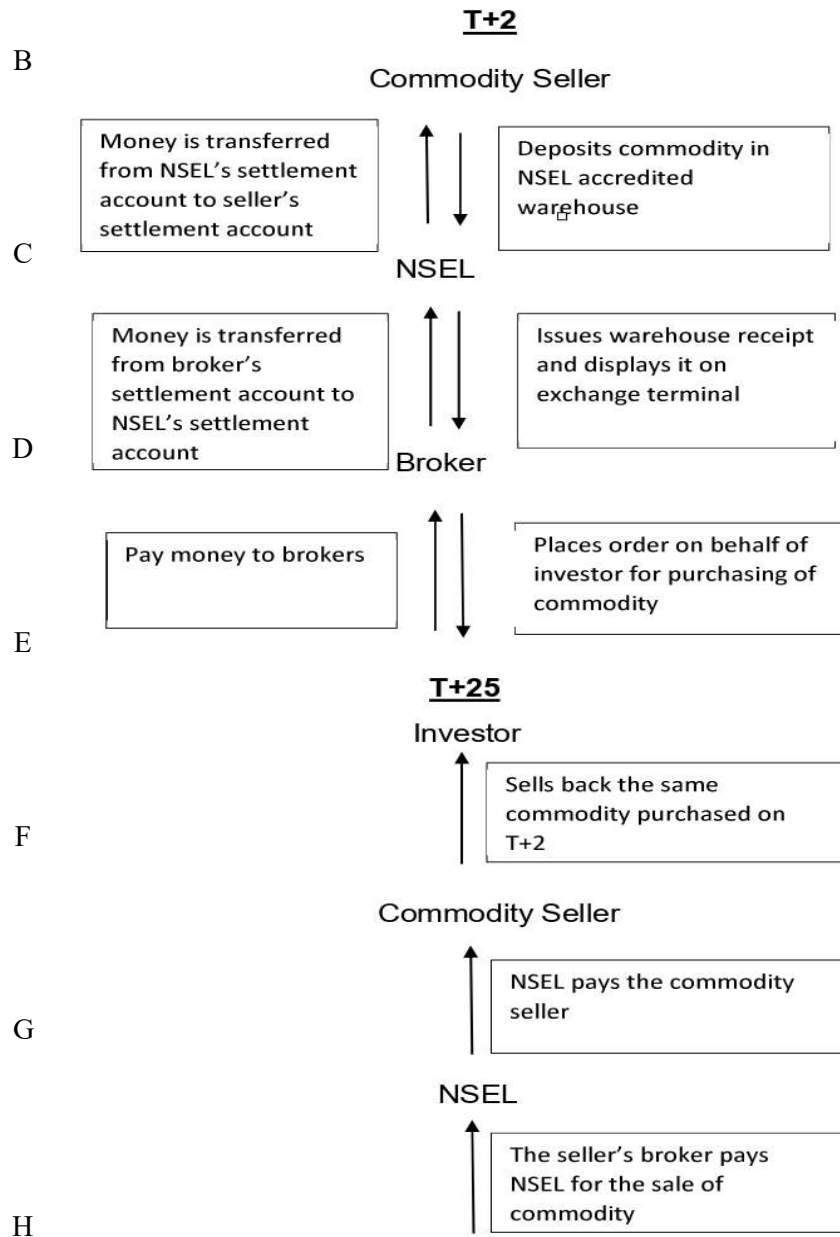 T+2
B
Commodity Seller
Money is transferred
from NSEL's settlement
account to seller's
settlement account
Deposits commodity in
NSEL accredited
warehouse
C
NSEL
Money is transferred
from broker's
settlement account to
NSEL's settlement
account
Issues warehouse receipt
and displays it on
exchange terminal
D
Broker
Pay money to brokers
Places order on behalf of
investor for purchasing of
commodity
E
T+25
Investor
Sells back the same
commodity purchased on
T+2
F
Commodity Seller
NSEL pays the commodity
seller
G
NSEL
The seller's broker pays
NSEL for the sale of
commodity
H